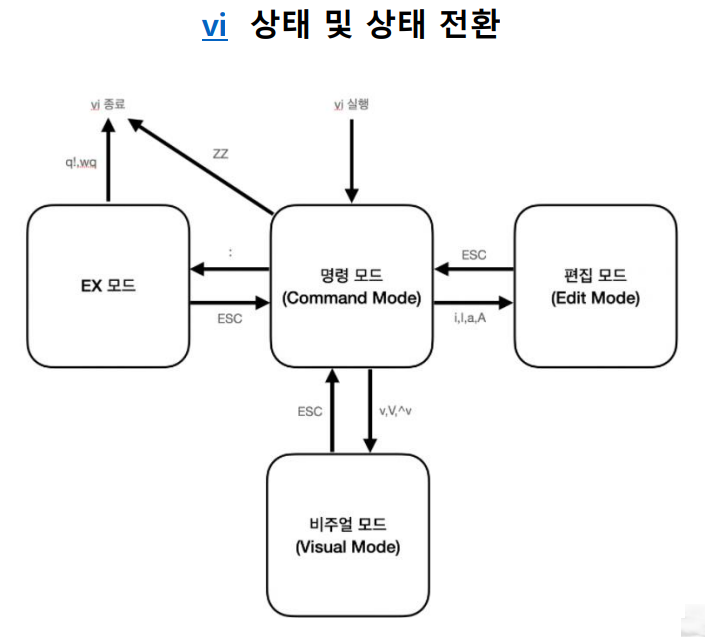 vi 상태 및 상태 전환
vi 종료
vi 실행
q!,wq
ZZ
:
ESC
EX 모드
명령 모드
(Command Mode)
편집 모드
(Edit Mode)
ESC
i,I,a,A
ESC
v,V,^v
비주얼 모드
(Visual Mode)